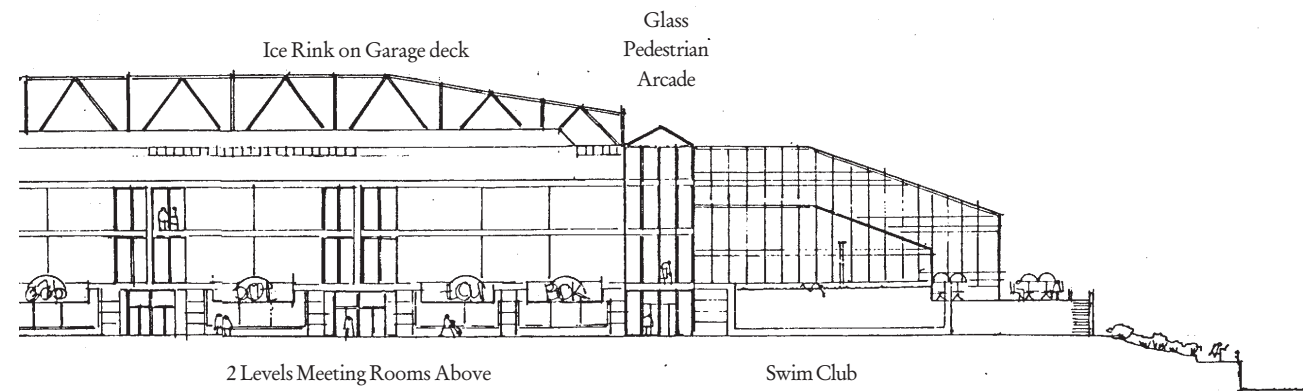 Glass
Pedestrian
Arcade
Ice Rink on Garage deck
2 Levels Meeting Rooms Above
Swim Club